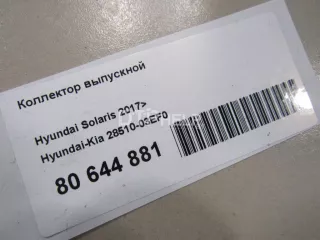 Коллектор выпускной
Hyundai Solaris 2017>
Hyundai-Kia 28510-03EF0
80 644 881